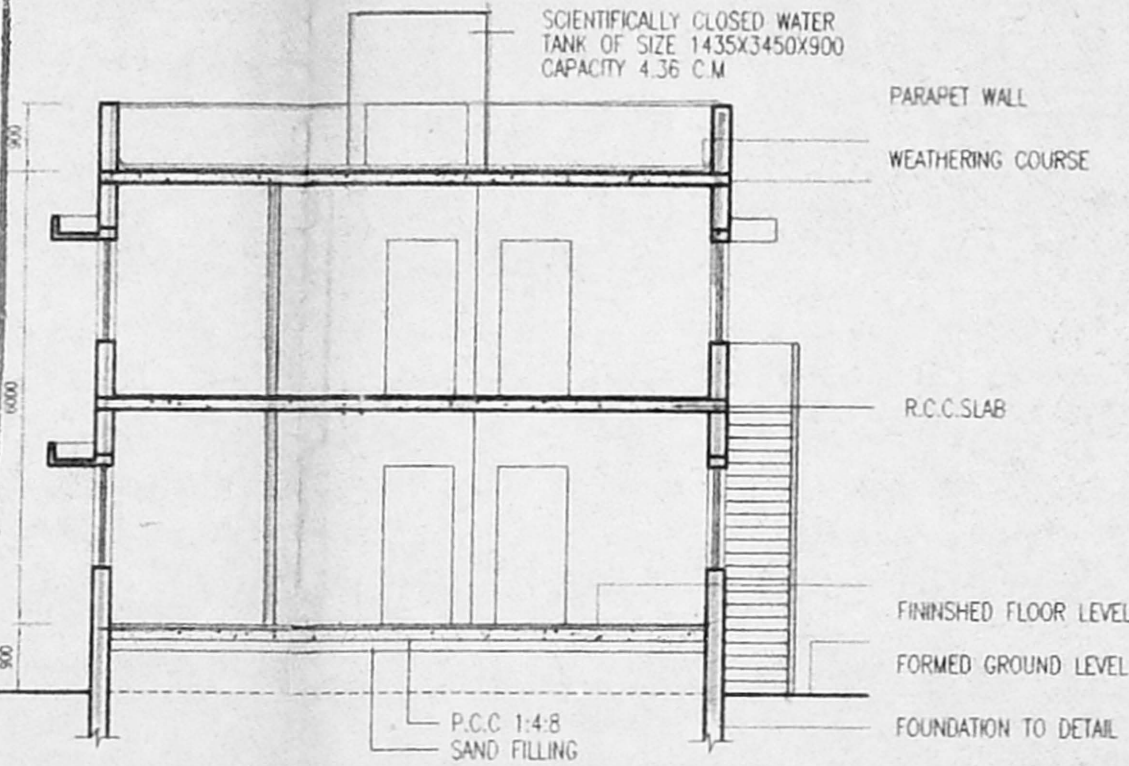 SCIENTIFICALLY CLOSED WATER
TANK OF SIZE 1435X3450X900
CAPACITY 4.36 C.M
PARAPET WALL
900
WEATHERING COURSE
6000
R.C.C.SLAB
FININSHED FLOOR LEVEL
900
FORMED GROUND LEVEL
P.C.C 1:4:8
SAND FILLING
FOUNDATION TO DETAIL